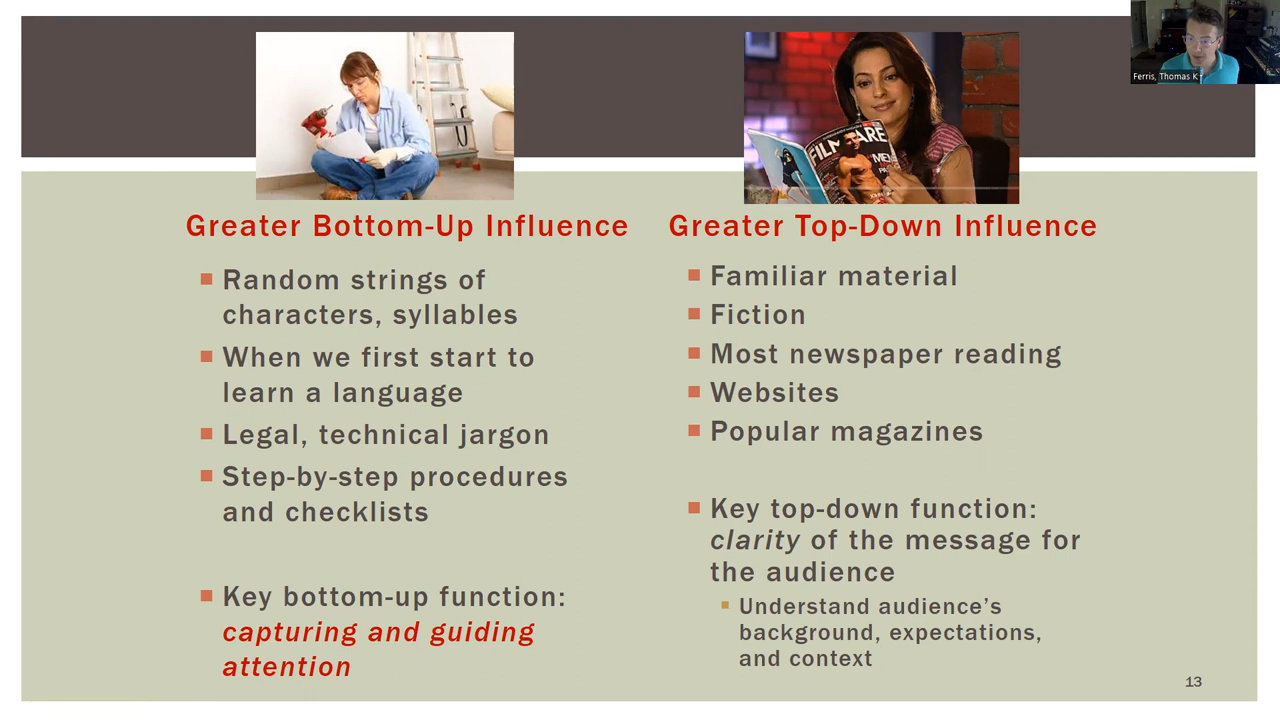 Ferris, Thomas K
FILMFARE
Greater Bottom-Up Influence
Random strings of
characters, syllables
When we first start to
learn a language
Legal, technical jargon
Step-by-step procedures
and checklists
Key bottom-up function:
capturing and guiding
attention
Greater Top-Down Influence
Familiar material
Fiction
Most newspaper reading
Websites
Popular magazines
Key top-down function:
clarity of the message for
the audience
Understand audience’s
background, expectations,
and context
13